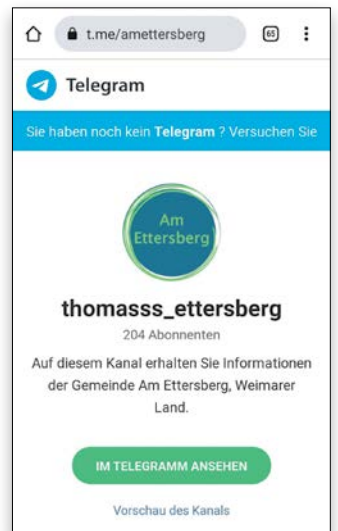 t.me/amettersberg
65
Telegram
Sie haben noch kein Telegram ? Versuchen Sie
Am
Ettersberg
thomasss_ettersberg
204 Abonnenten
Auf diesem Kanal erhalten Sie Informationen
der Gemeinde Am Ettersberg, Weimarer
Land.
IM TELEGRAMM ANSEHEN
Vorschau des Kanals